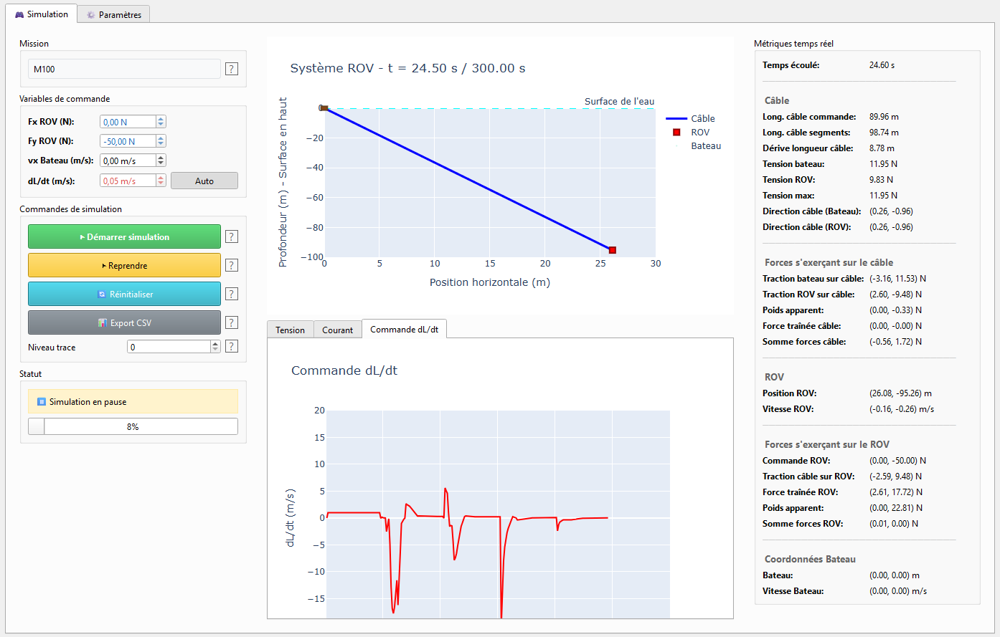 Simulation
Paramètres
Mission
M100
?
Variables de commande
Fx ROV (N):
0,00 N
Fy ROV (N):
-50,00 N
vx Bateau (m/s):
0,00 m/s
dL/dt (m/s):
0,05 m/s
Auto
Commandes de simulation
Démarrer simulation
?
Reprendre
?
Réinitialiser
?
Export CSV
?
Niveau trace
0
?
Statut
Simulation en pause
8%
Système ROV - t = 24.50 s / 300.00 s
Surface de l'eau
Profondeur (m) - Surface en haut
0
−20
−40
−60
−80
−100
0
5
10
15
20
25
30
Position horizontale (m)
Câble
ROV
Bateau
Tension
Courant
Commande dL/dt
Commande dL/dt
dL/dt (m/s)
20
15
10
5
0
−5
−10
−15
Métriques temps réel
Temps écoulé: 24.60 s
Câble
Long. câble commande: 89.96 m
Long. câble segments: 98.74 m
Dérive longueur câble: 8.78 m
Tension bateau: 11.95 N
Tension ROV: 9.83 N
Tension max: 11.95 N
Direction câble (Bateau): (0.26, -0.96)
Direction câble (ROV): (0.26, -0.96)
Forces s'exerçant sur le câble
Traction bateau sur câble: (-3.16, 11.53) N
Traction ROV sur câble: (2.60, -9.48) N
Poids apparent: (0.00, -0.33) N
Force traînée câble: (0.00, -0.00) N
Somme forces câble: (-0.56, 1.72) N
ROV
Position ROV: (26.08, -95.26) m
Vitesse ROV: (-0.16, -0.26) m/s
Forces s'exerçant sur le ROV
Commande ROV: (0.00, -50.00) N
Traction câble sur ROV: (-2.59, 9.48) N
Force traînée ROV: (2.61, 17.72) N
Poids apparent: (0.00, 22.81) N
Somme forces ROV: (0.01, 0.00) N
Coordonnées Bateau
Bateau: (0.00, 0.00) m
Vitesse Bateau: (0.00, 0.00) m/s